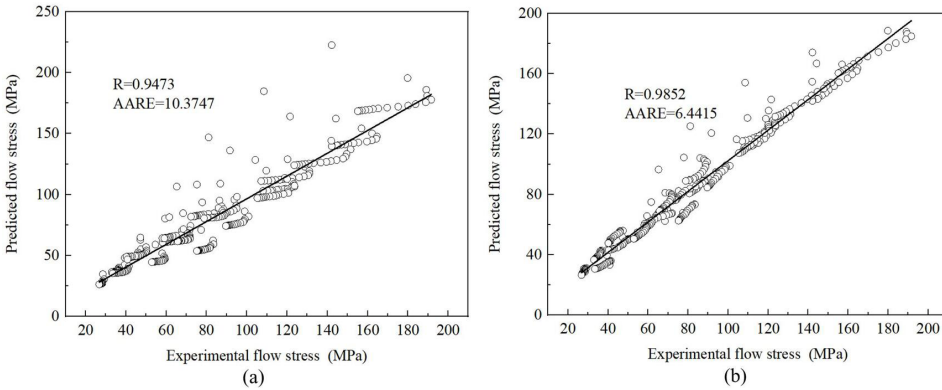 250
200
150
100
50
0
Predicted flow stress (MPa)
R=0.9473
AARE=10.3747
20 40 60 80 100 120 140 160 180 200
Experimental flow stress (MPa)
(a)
200
160
120
80
40
0
Predicted flow stress (MPa)
R=0.9852
AARE=6.4415
20 40 60 80 100 120 140 160 180 200
Experimental flow stress (MPa)
(b)